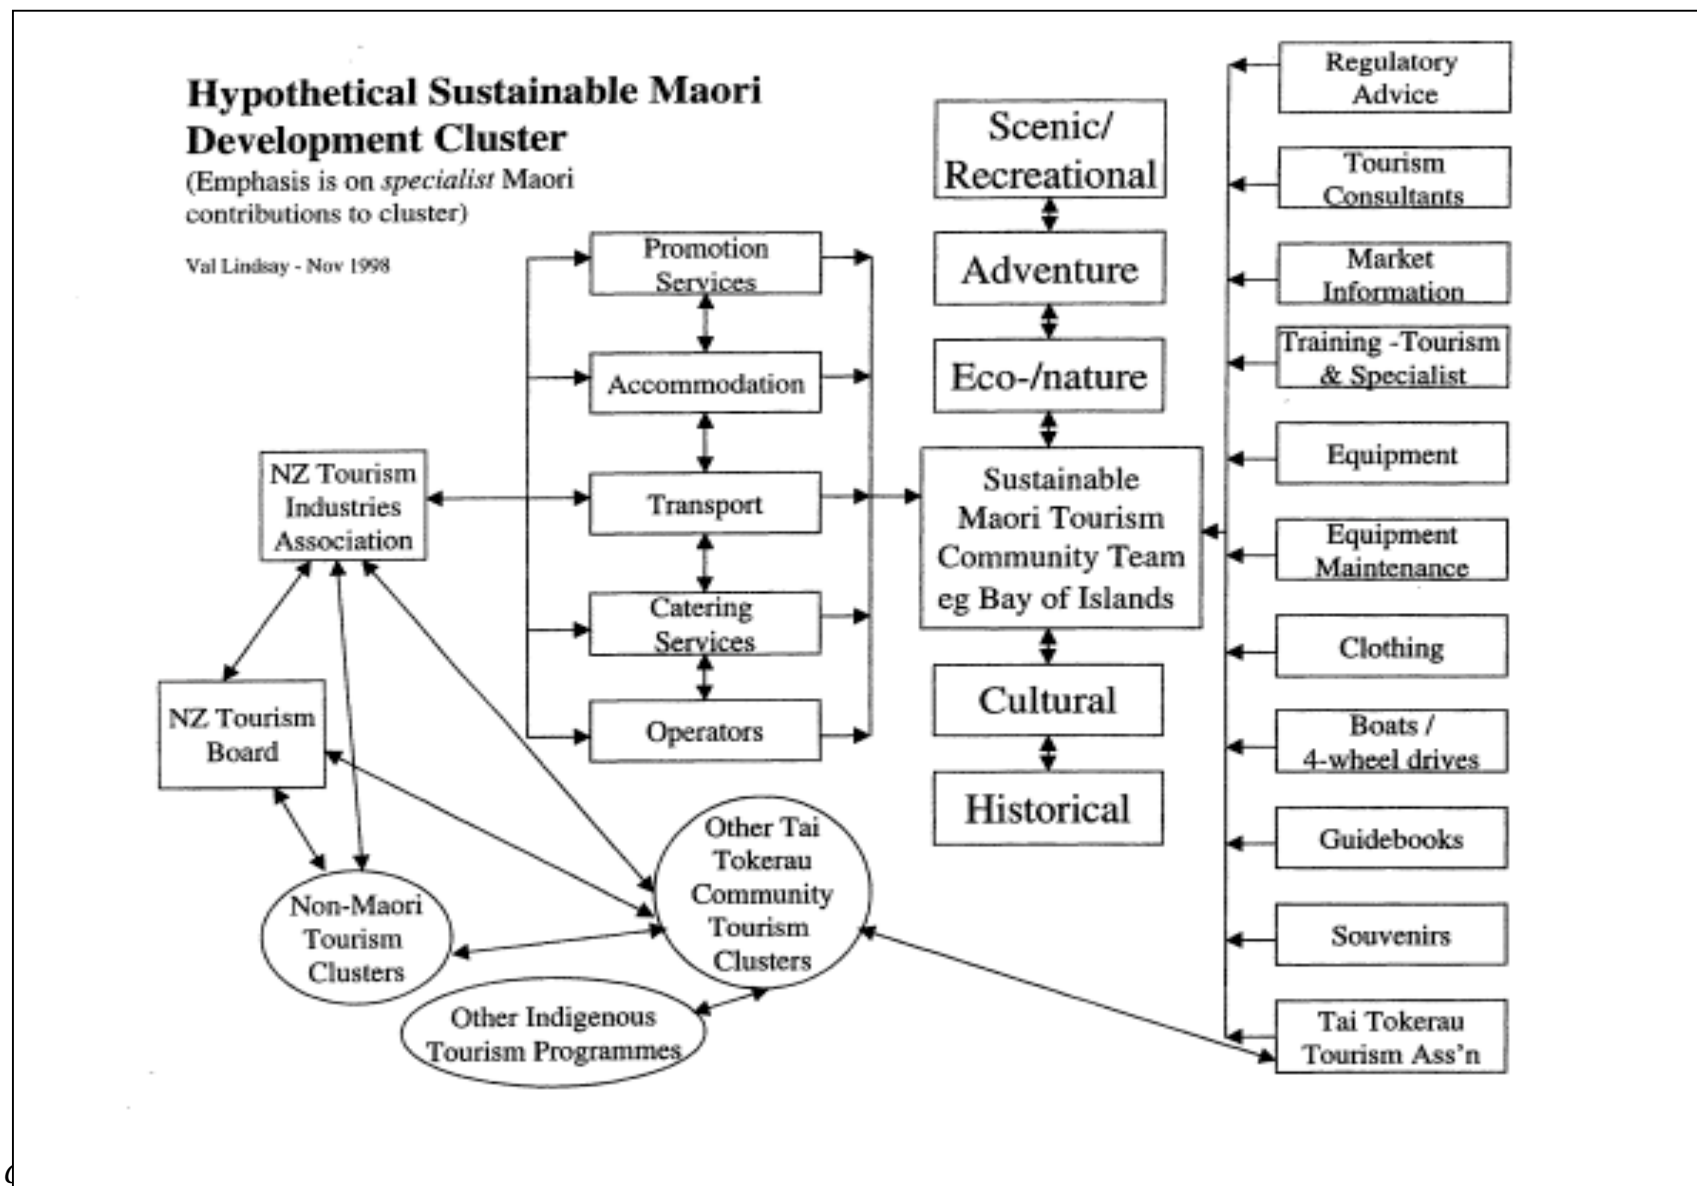 Hypothetical Sustainable Maori
Development Cluster
(Emphasis is on specialist Maori
contributions to cluster)
Val Lindsay - Nov 1998
Promotion
Services
Accommodation
Transport
Catering
Services
Operators
NZ Tourism
Industries
Association
NZ Tourism
Board
Non-Maori
Tourism
Clusters
Other Indigenous
Tourism Programmes
Other Tai
Tokerau
Community
Tourism
Clusters
Scenic/
Recreational
Adventure
Eco-/nature
Sustainable
Maori Tourism
Community Team
eg Bay of Islands
Cultural
Historical
Regulatory
Advice
Tourism
Consultants
Market
Information
Training -Tourism
& Specialist
Equipment
Equipment
Maintenance
Clothing
Boats /
4-wheel drives
Guidebooks
Souvenirs
Tai Tokerau
Tourism Ass'n